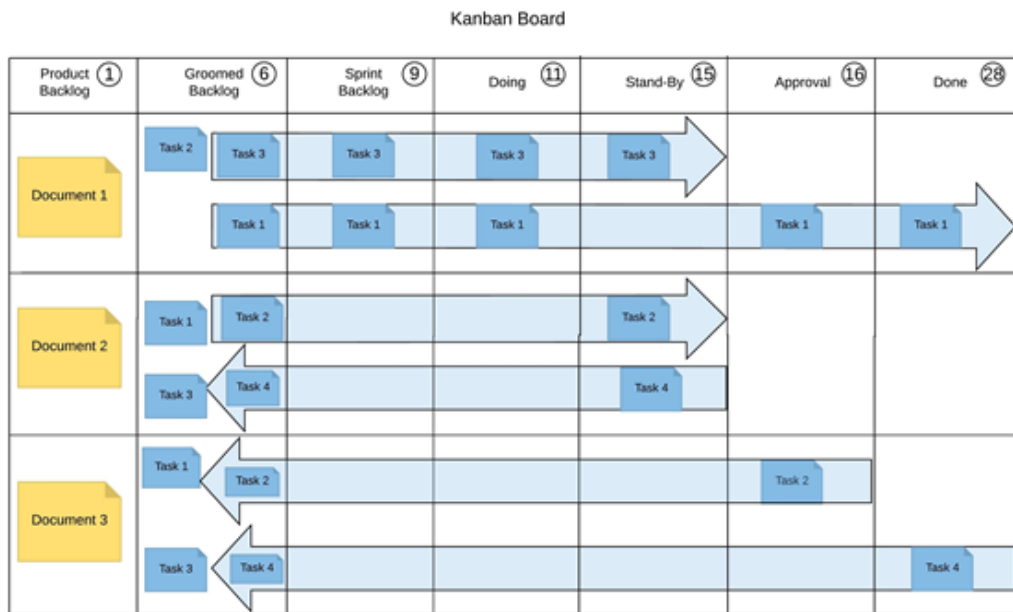 Kanban Board
Product 1
Backlog
Groomed 6
Backlog
Sprint 9
Backlog
Doing 11
Stand-By 15
Approval 16
Done 28
Document 1
Task 2
Task 3
Task 3
Task 3
Task 3
Task 1
Task 1
Task 1
Task 1
Task 1
Document 2
Task 1
Task 2
Task 2
Task 3
Task 4
Task 4
Document 3
Task 1
Task 2
Task 2
Task 3
Task 4
Task 4